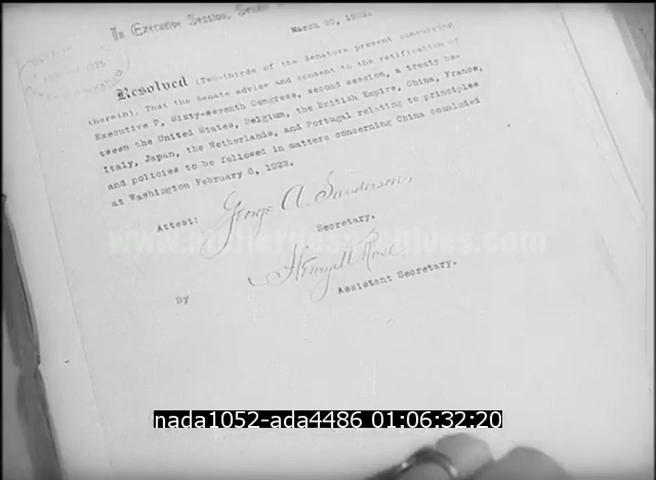 In Executive Session, Senate
March 30, 1922.
Resolved (Two-thirds of the Senators present concurring
therein), That the Senate advise and consent to the ratification of
Executive P, Sixty-seventh Congress, second session, a treaty be-
tween the United States, Belgium, the British Empire, China, France,
Italy, Japan, the Netherlands, and Portugal relating to principles
and policies to be followed in matters concerning China concluded
at Washington February 6, 1922.
Attest: George A. Sanderson,
Secretary.
By Henry M Rose
Assistant Secretary.
nada1052-ada4486 01:06:32:20